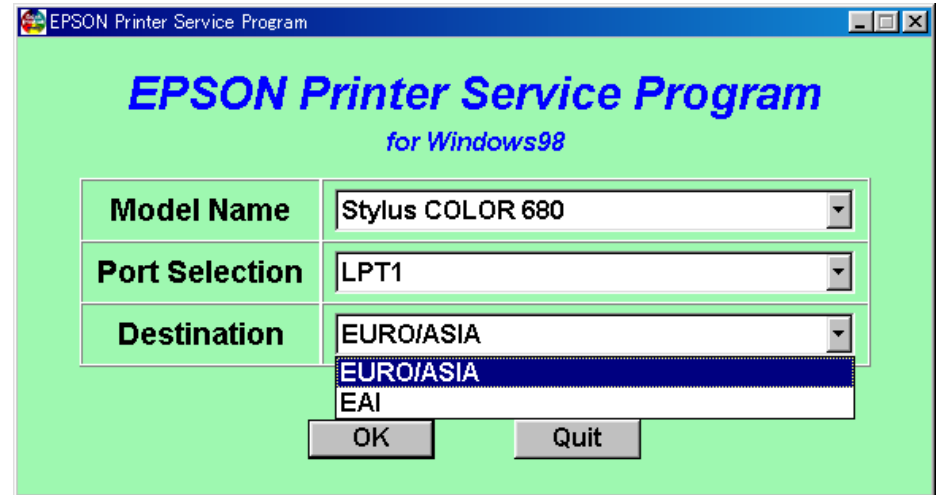 EPSON Printer Service Program
EPSON Printer Service Program
for Windows98
Model Name
Stylus COLOR 680
Port Selection
LPT1
Destination
EURO/ASIA
EURO/ASIA
EAI
OK
Quit